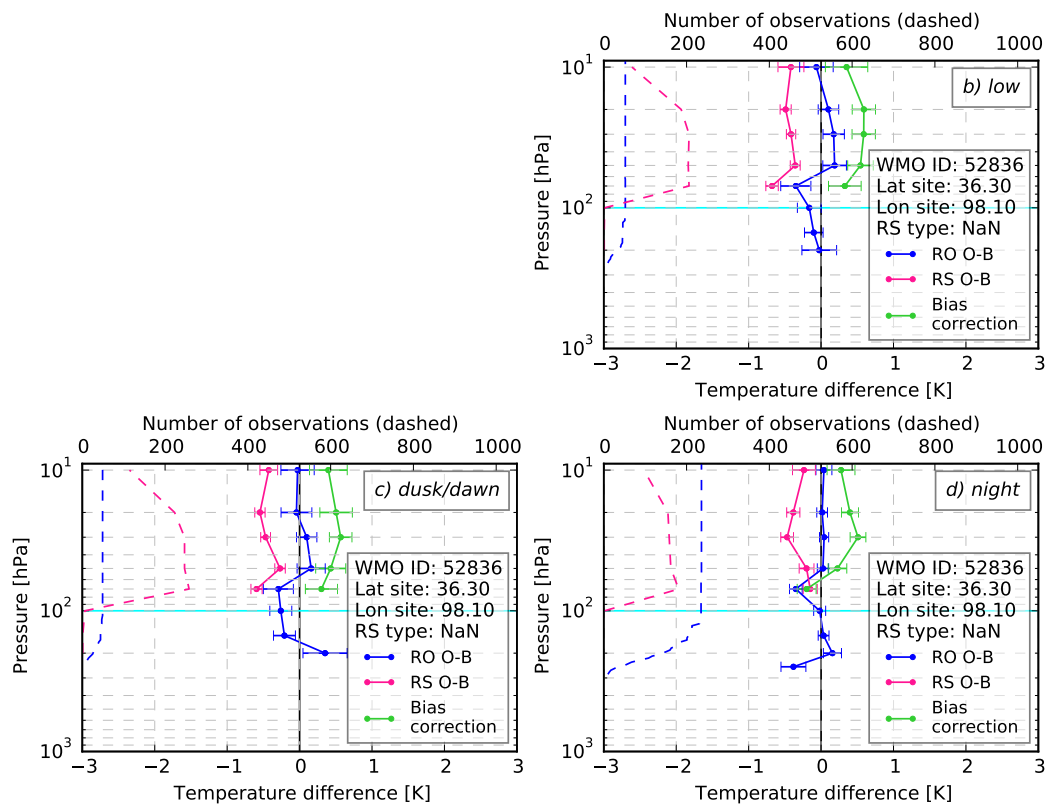 Number of observations (dashed)
0 200 400 600 800 1000
10¹
10²
10³
Pressure [hPa]
b) low
WMO ID: 52836
Lat site: 36.30
Lon site: 98.10
RS type: NaN
RO O-B
RS O-B
Bias
correction
−3 −2 −1 0 1 2 3
Temperature difference [K]
Number of observations (dashed)
0 200 400 600 800 1000
10¹
10²
10³
Pressure [hPa]
c) dusk/dawn
WMO ID: 52836
Lat site: 36.30
Lon site: 98.10
RS type: NaN
RO O-B
RS O-B
Bias
correction
−3 −2 −1 0 1 2 3
Temperature difference [K]
Number of observations (dashed)
0 200 400 600 800 1000
10¹
10²
10³
Pressure [hPa]
d) night
WMO ID: 52836
Lat site: 36.30
Lon site: 98.10
RS type: NaN
RO O-B
RS O-B
Bias
correction
−3 −2 −1 0 1 2 3
Temperature difference [K]